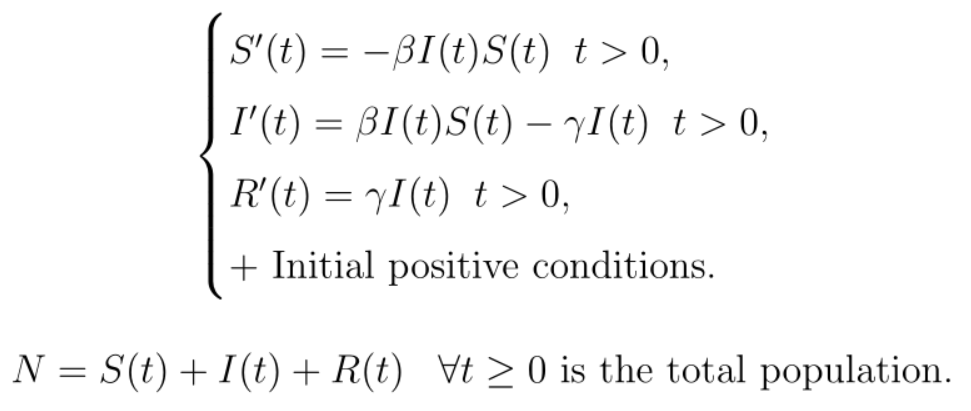 S′(t) = −βI(t)S(t) t > 0,
I′(t) = βI(t)S(t) − γI(t) t > 0,
R′(t) = γI(t) t > 0,
+ Initial positive conditions.
N = S(t) + I(t) + R(t) ∀t ≥ 0 is the total population.